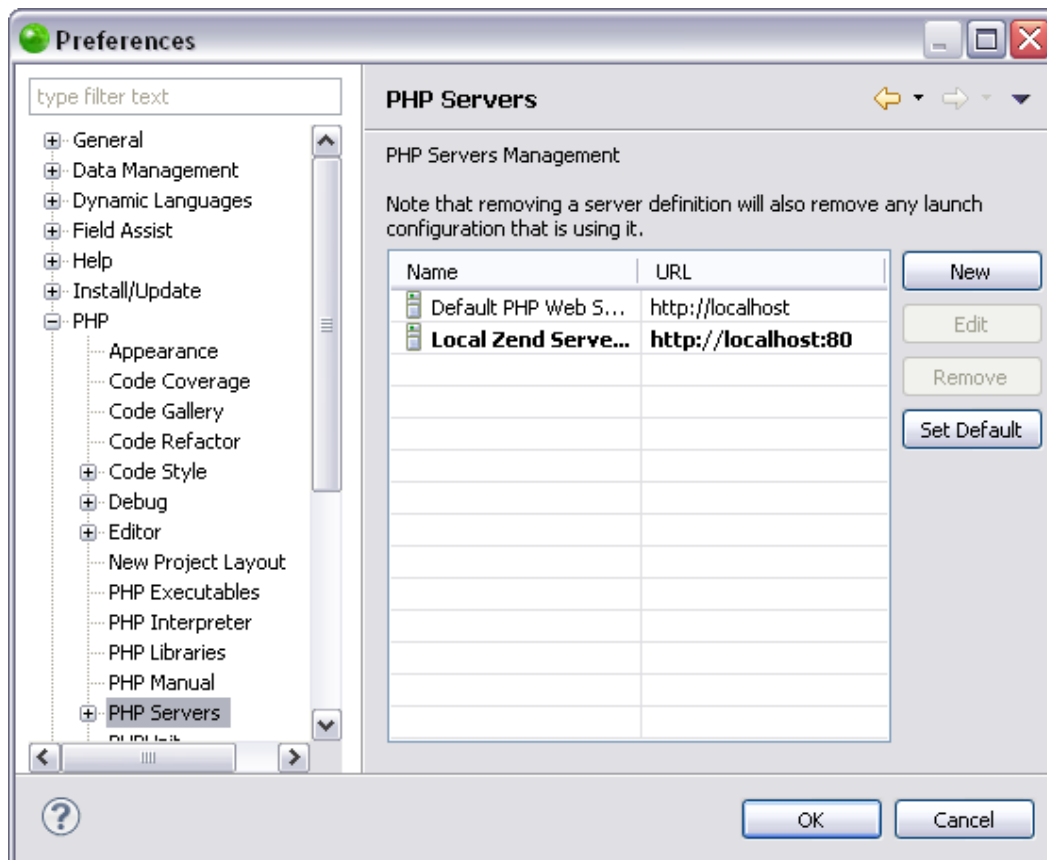 Preferences
type filter text
General
Data Management
Dynamic Languages
Field Assist
Help
Install/Update
PHP
Appearance
Code Coverage
Code Gallery
Code Refactor
Code Style
Debug
Editor
New Project Layout
PHP Executables
PHP Interpreter
PHP Libraries
PHP Manual
PHP Servers
PHPUnit
PHP Servers
PHP Servers Management
Note that removing a server definition will also remove any launch
configuration that is using it.
Name URL
Default PHP Web S... http://localhost
Local Zend Serve... http://localhost:80
New
Edit
Remove
Set Default
OK Cancel